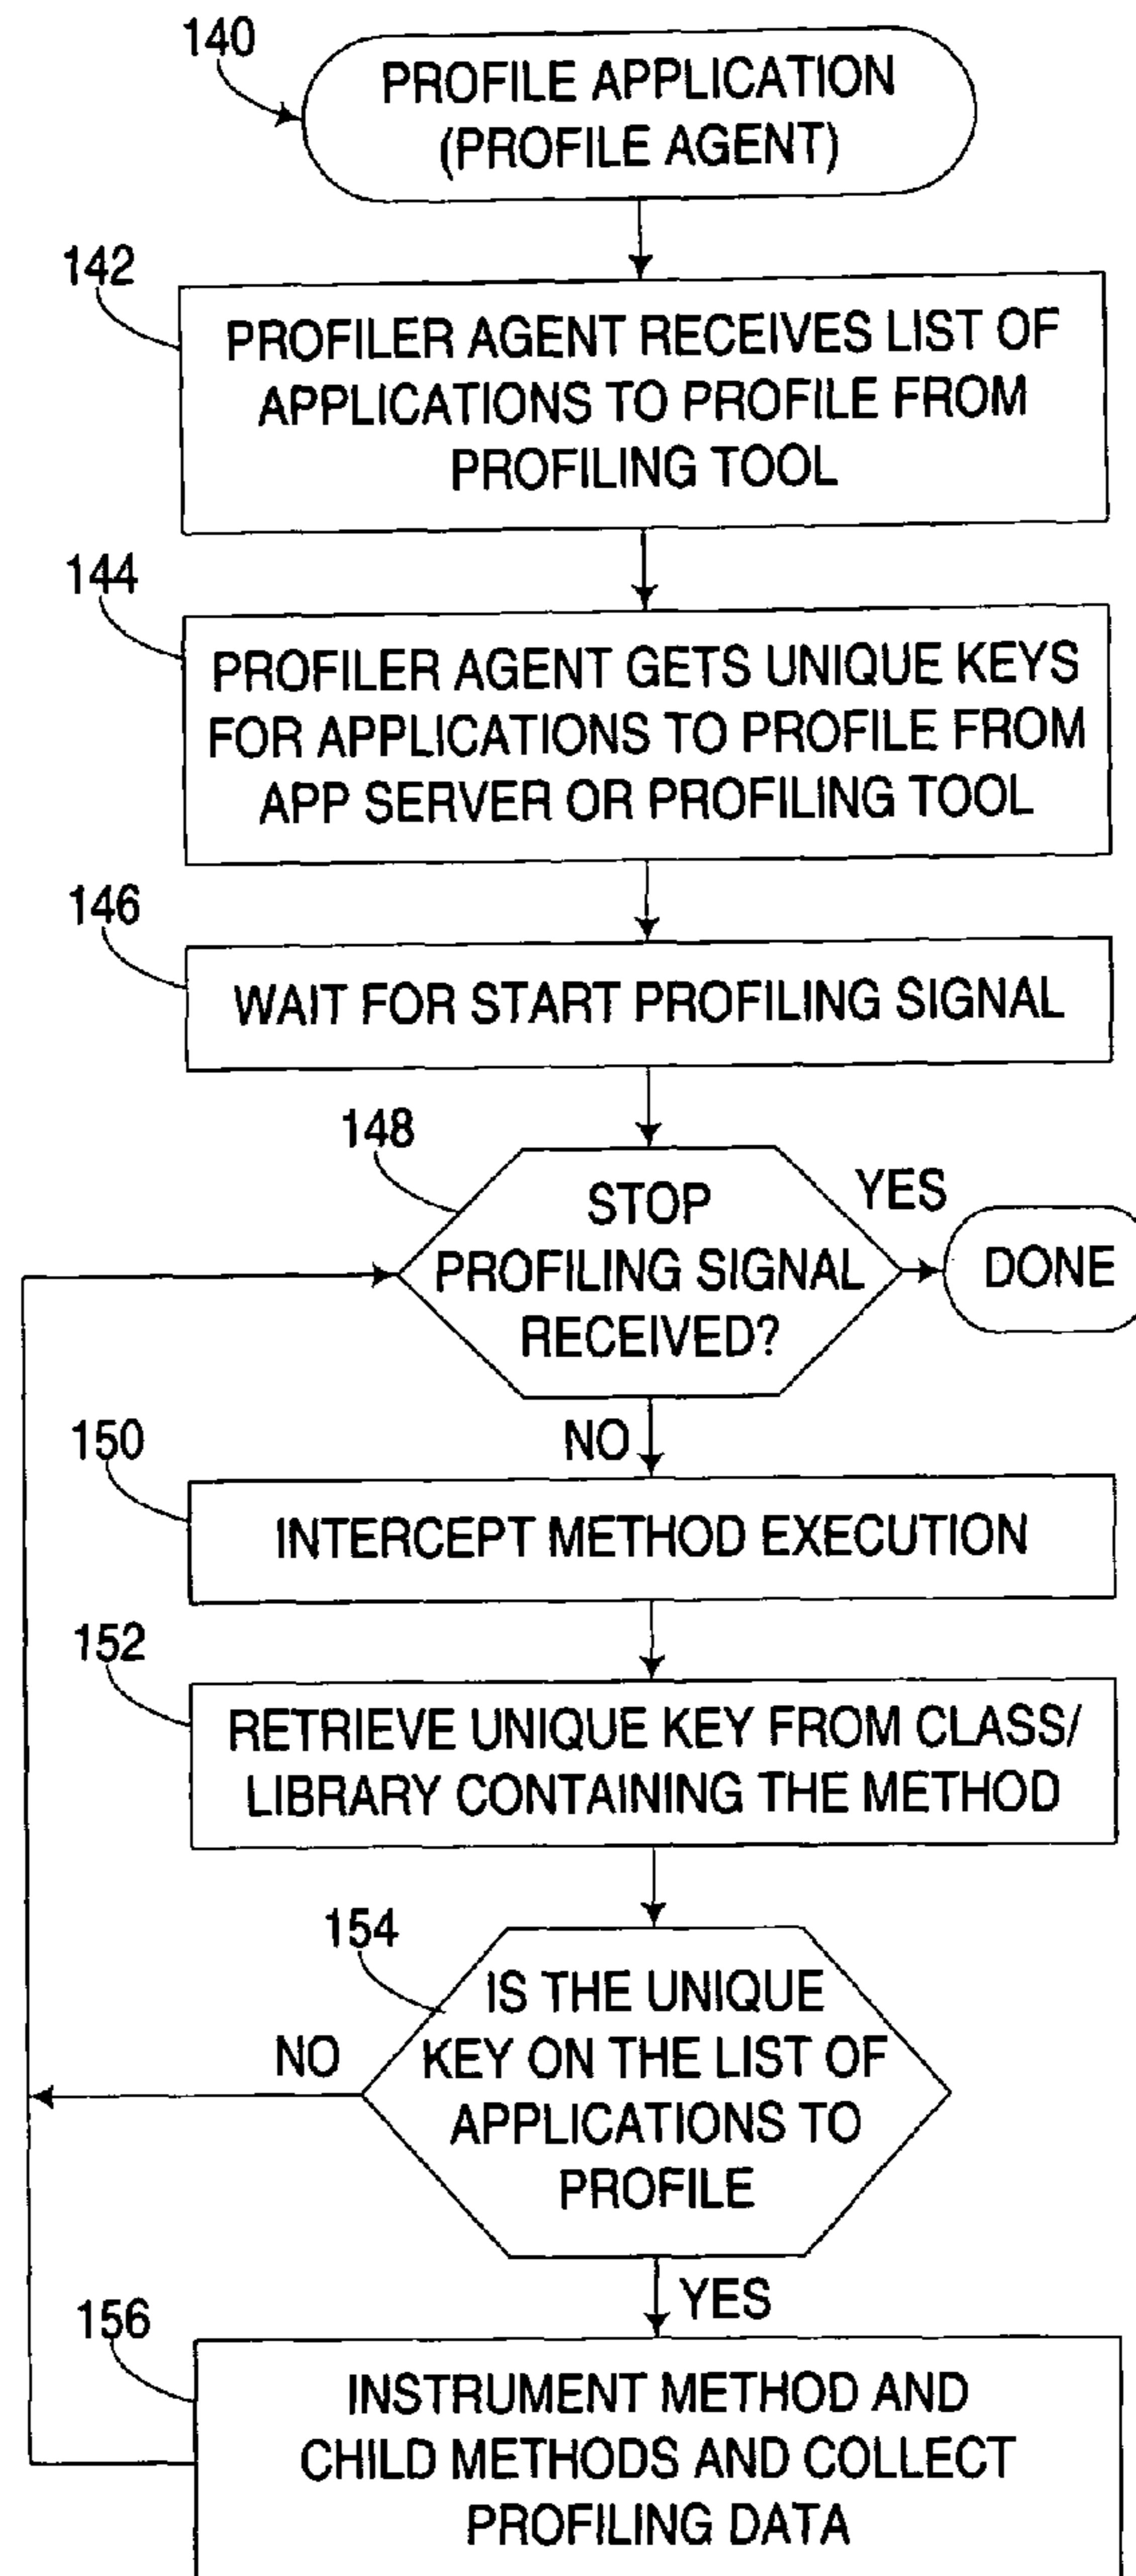 140
PROFILE APPLICATION
(PROFILE AGENT)
142
PROFILER AGENT RECEIVES LIST OF
APPLICATIONS TO PROFILE FROM
PROFILING TOOL
144
PROFILER AGENT GETS UNIQUE KEYS
FOR APPLICATIONS TO PROFILE FROM
APP SERVER OR PROFILING TOOL
146
WAIT FOR START PROFILING SIGNAL
148
STOP
PROFILING SIGNAL
RECEIVED?
YES
DONE
NO
150
INTERCEPT METHOD EXECUTION
152
RETRIEVE UNIQUE KEY FROM CLASS/
LIBRARY CONTAINING THE METHOD
154
IS THE UNIQUE
KEY ON THE LIST OF
APPLICATIONS TO
PROFILE
NO
YES
156
INSTRUMENT METHOD AND
CHILD METHODS AND COLLECT
PROFILING DATA